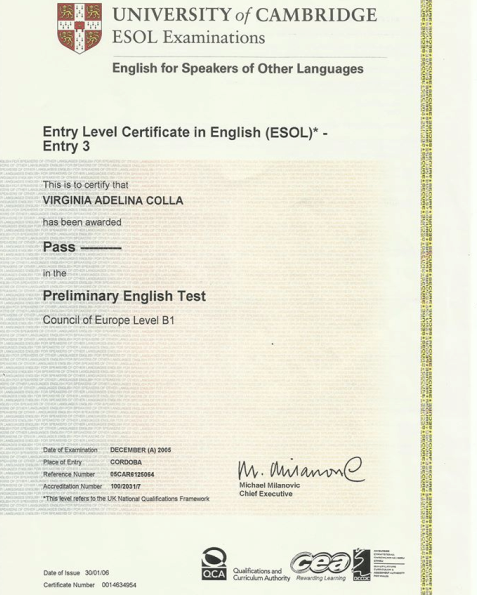 UNIVERSITY of CAMBRIDGE
ESOL Examinations
English for Speakers of Other Languages
Entry Level Certificate in English (ESOL)* -
Entry 3
This is to certify that
VIRGINIA ADELINA COLLA
has been awarded
Pass
in the
Preliminary English Test
Council of Europe Level B1
Date of Examination DECEMBER (A) 2005
Place of Entry CORDOBA
Reference Number 05CAR6126064
Accreditation Number 100/2031/7
*This level refers to the UK National Qualifications Framework
M. Milanovic
Michael Milanovic
Chief Executive
QCA
Qualifications and
Curriculum Authority
cea
Rewarding Learning
Date of Issue 30/01/06
Certificate Number 0014634954